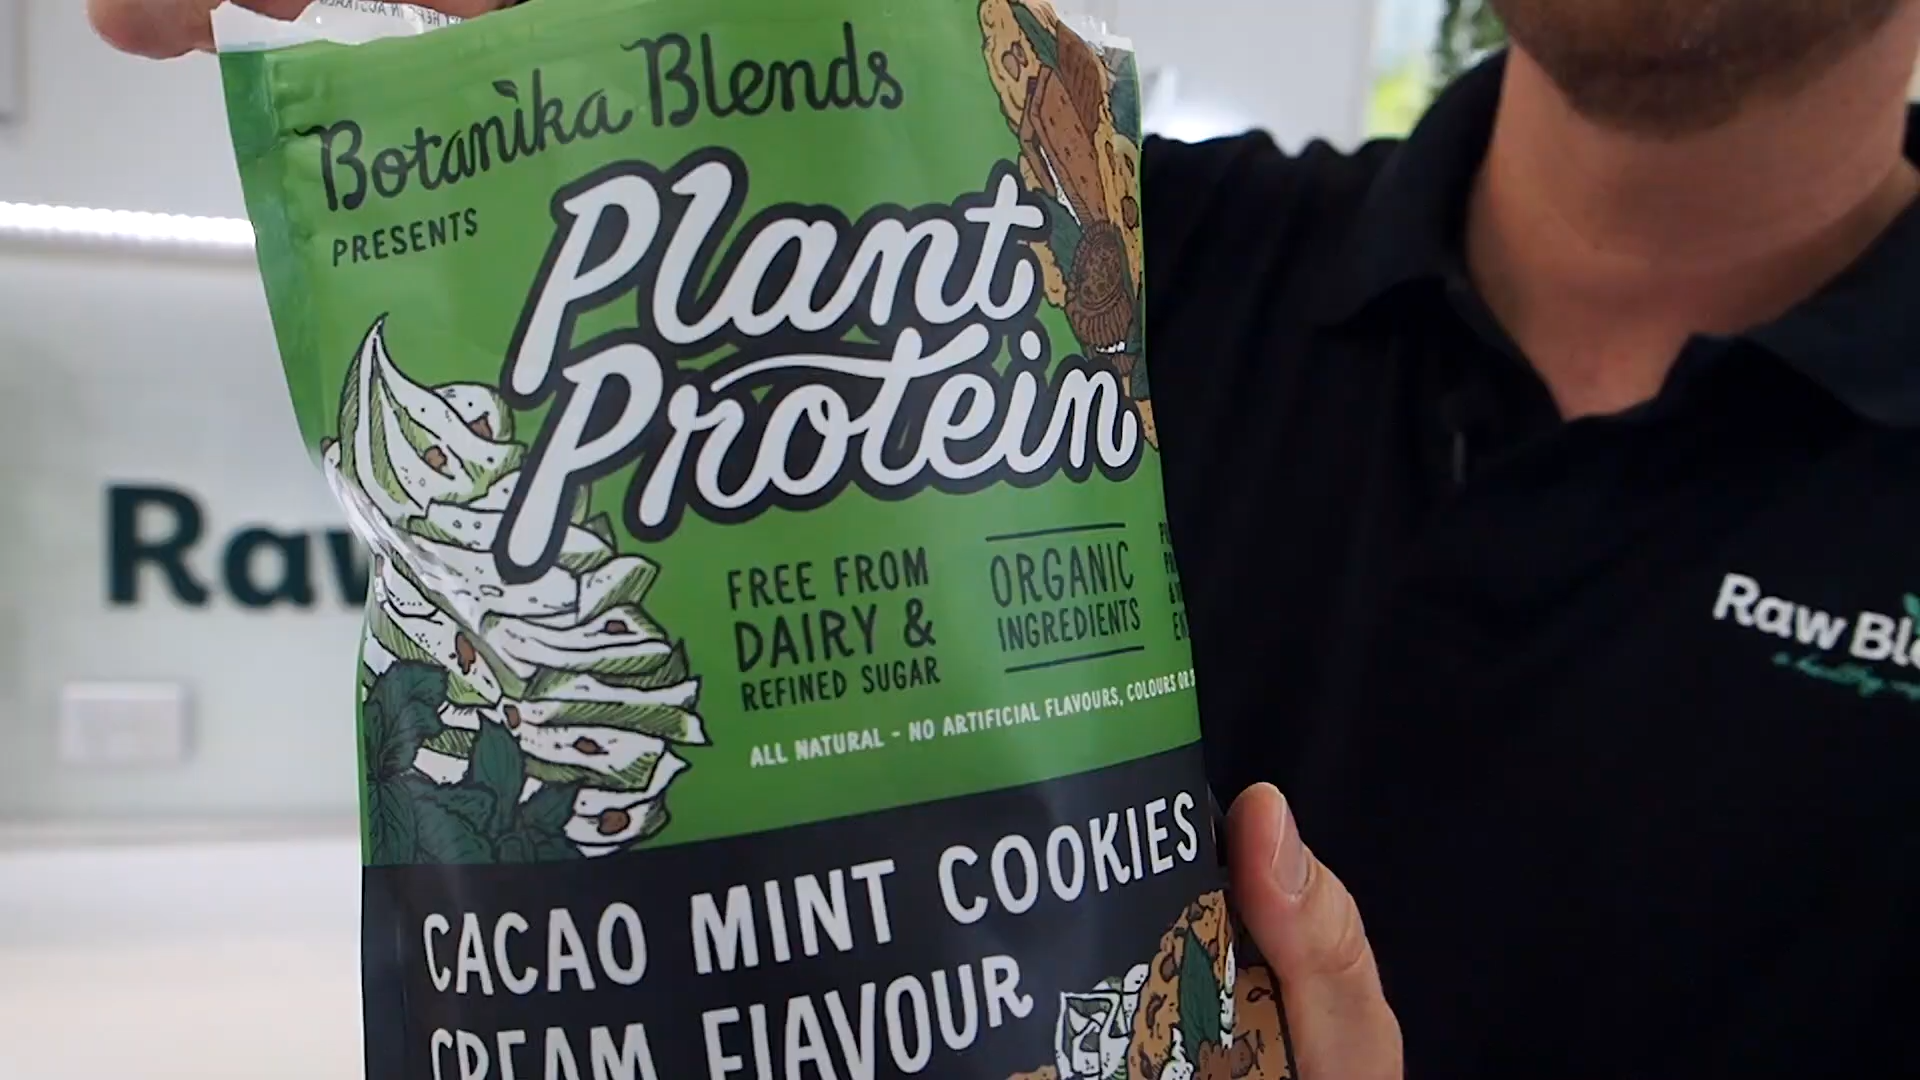 Botanika Blends
PRESENTS
Plant
Protein
FREE FROM
DAIRY &
REFINED SUGAR
ORGANIC
INGREDIENTS
ALL NATURAL - NO ARTIFICIAL FLAVOURS, COLOURS OR
CACAO MINT COOKIES
CREAM FLAVOUR
Raw
Raw